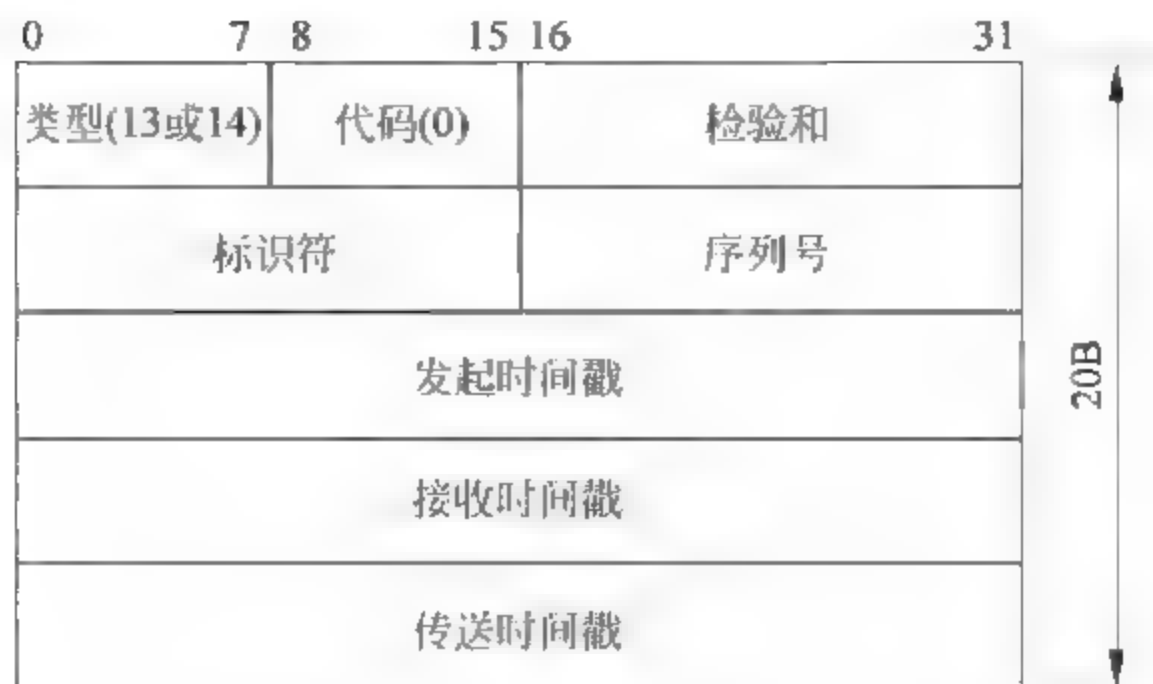 0 7 8 15 16 31
类型(13或14) 代码(0) 检验和
标识符 序列号
发起时间戳
接收时间戳
传送时间戳
20B